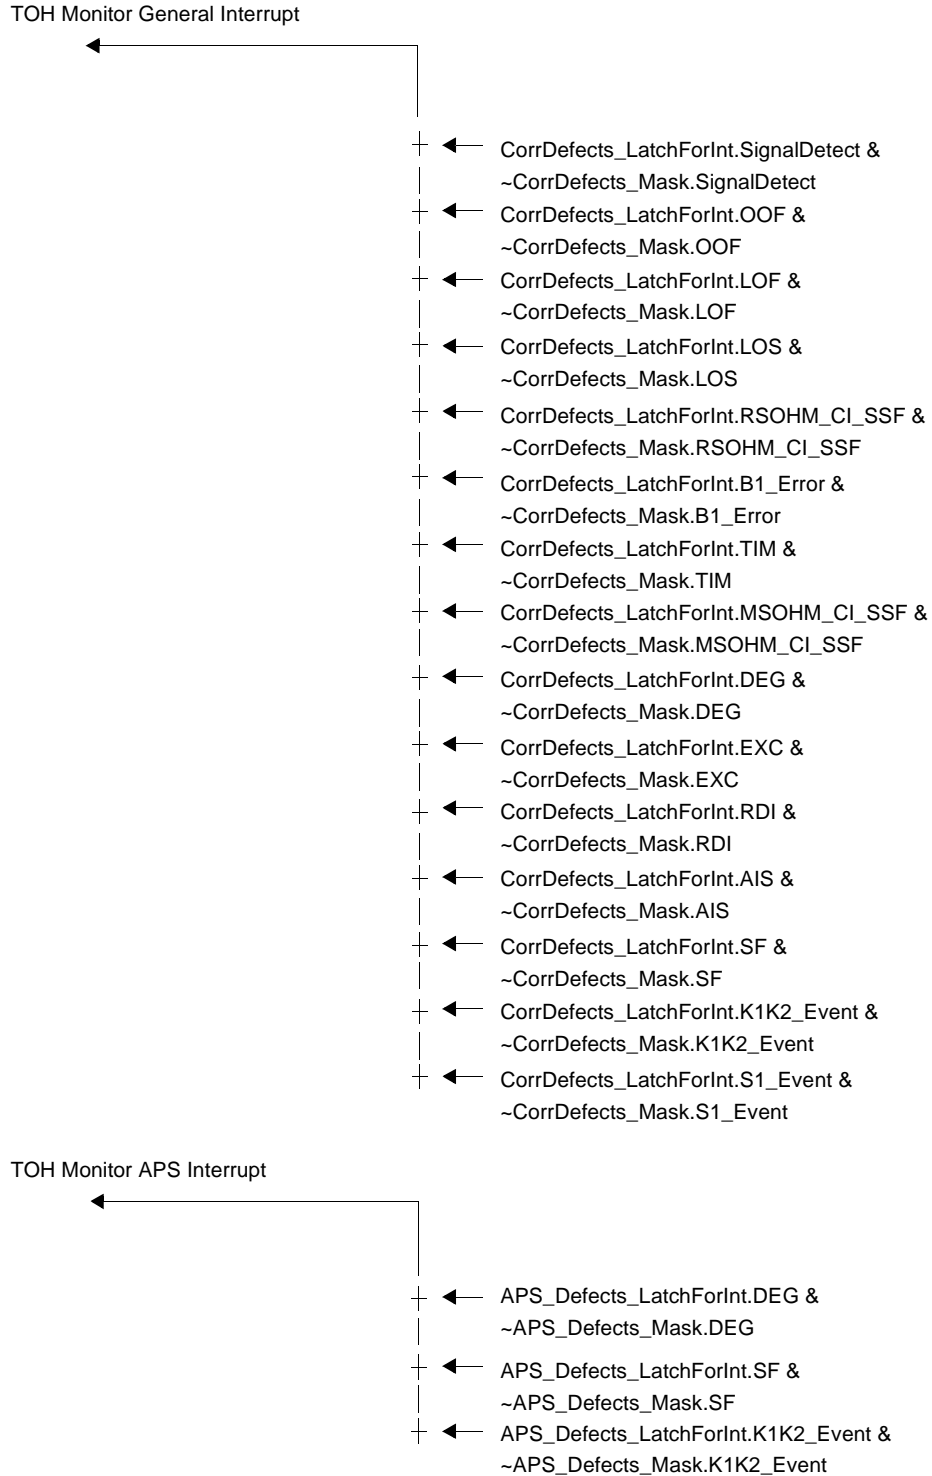 TOH Monitor General Interrupt
CorrDefects_LatchForInt.SignalDetect &
~CorrDefects_Mask.SignalDetect
CorrDefects_LatchForInt.OOF &
~CorrDefects_Mask.OOF
CorrDefects_LatchForInt.LOF &
~CorrDefects_Mask.LOF
CorrDefects_LatchForInt.LOS &
~CorrDefects_Mask.LOS
CorrDefects_LatchForInt.RSOHM_CI_SSF &
~CorrDefects_Mask.RSOHM_CI_SSF
CorrDefects_LatchForInt.B1_Error &
~CorrDefects_Mask.B1_Error
CorrDefects_LatchForInt.TIM &
~CorrDefects_Mask.TIM
CorrDefects_LatchForInt.MSOHM_CI_SSF &
~CorrDefects_Mask.MSOHM_CI_SSF
CorrDefects_LatchForInt.DEG &
~CorrDefects_Mask.DEG
CorrDefects_LatchForInt.EXC &
~CorrDefects_Mask.EXC
CorrDefects_LatchForInt.RDI &
~CorrDefects_Mask.RDI
CorrDefects_LatchForInt.AIS &
~CorrDefects_Mask.AIS
CorrDefects_LatchForInt.SF &
~CorrDefects_Mask.SF
CorrDefects_LatchForInt.K1K2_Event &
~CorrDefects_Mask.K1K2_Event
CorrDefects_LatchForInt.S1_Event &
~CorrDefects_Mask.S1_Event
TOH Monitor APS Interrupt
APS_Defects_LatchForInt.DEG &
~APS_Defects_Mask.DEG
APS_Defects_LatchForInt.SF &
~APS_Defects_Mask.SF
APS_Defects_LatchForInt.K1K2_Event &
~APS_Defects_Mask.K1K2_Event